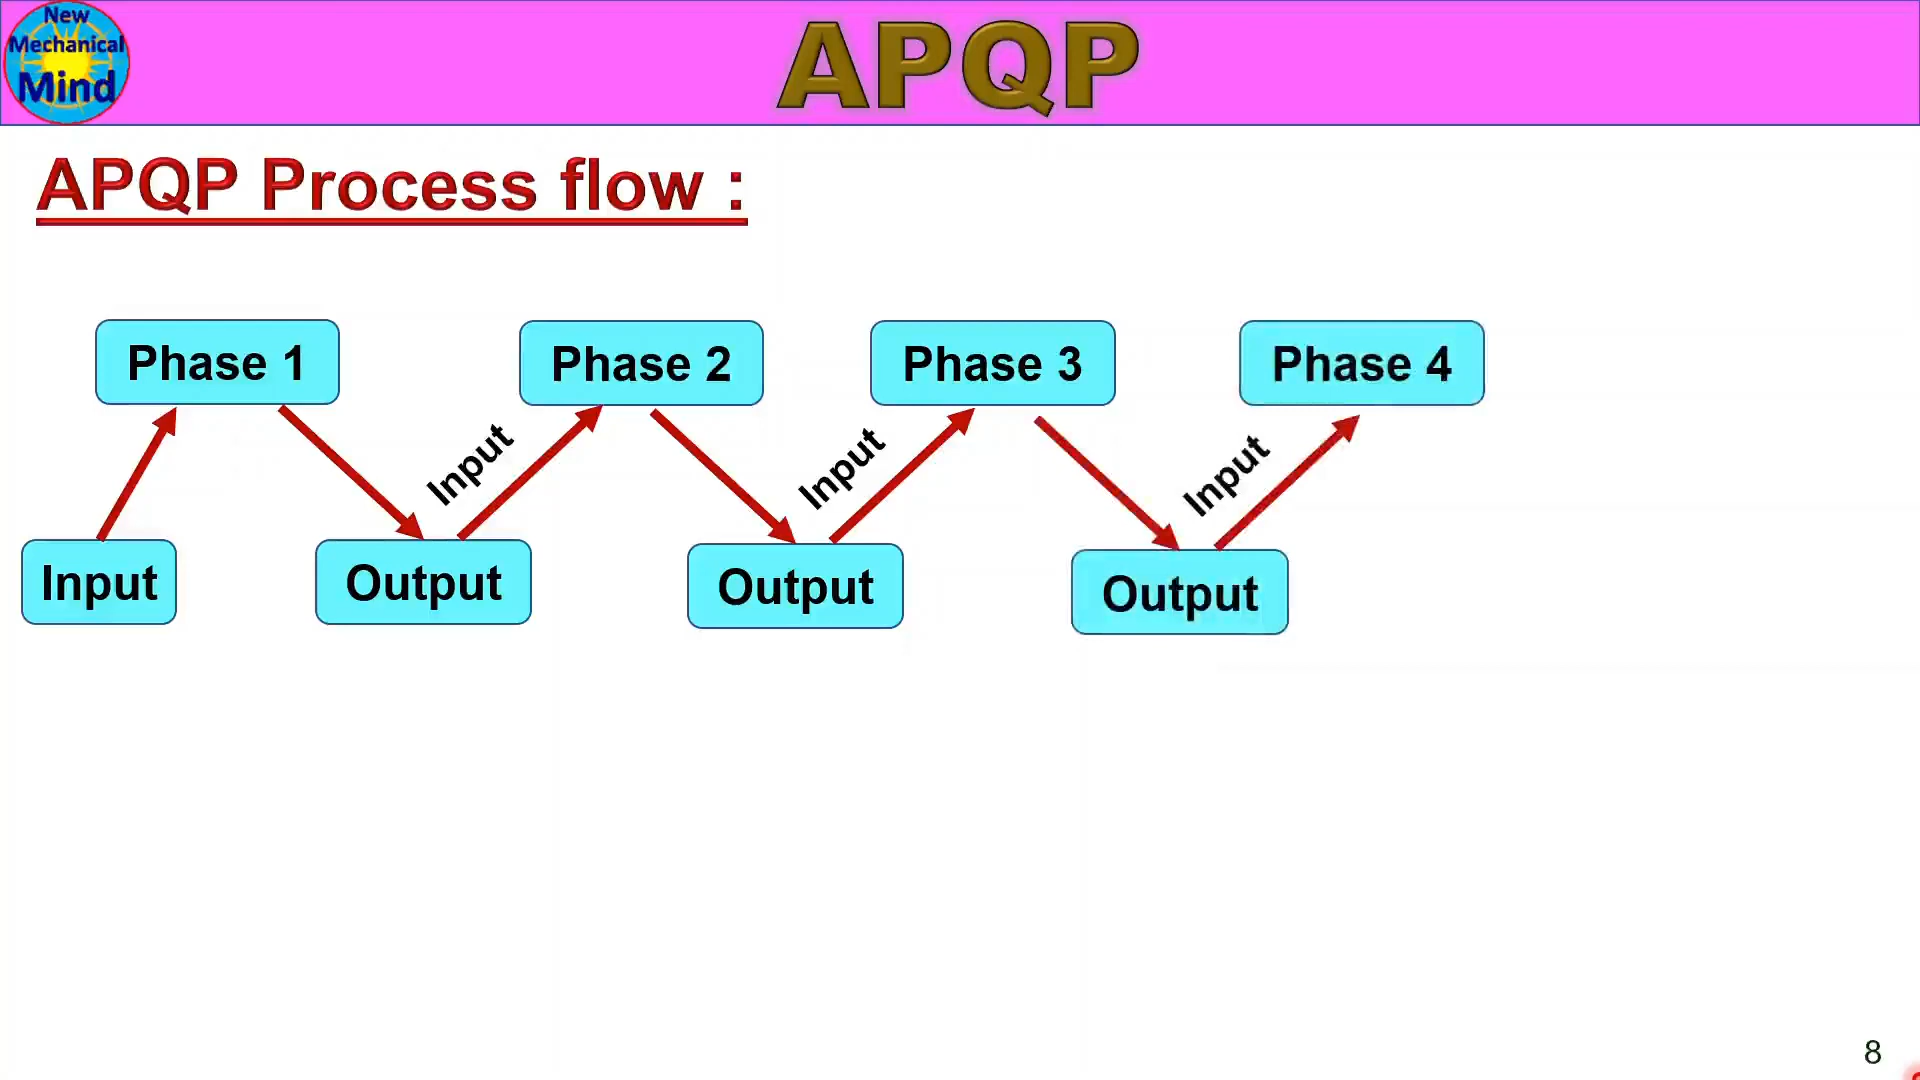 New
Mechanical
Mind
APQP
APQP Process flow :
Phase 1
Phase 2
Phase 3
Phase 4
Input
Input
Input
Input
Output
Output
Output
8